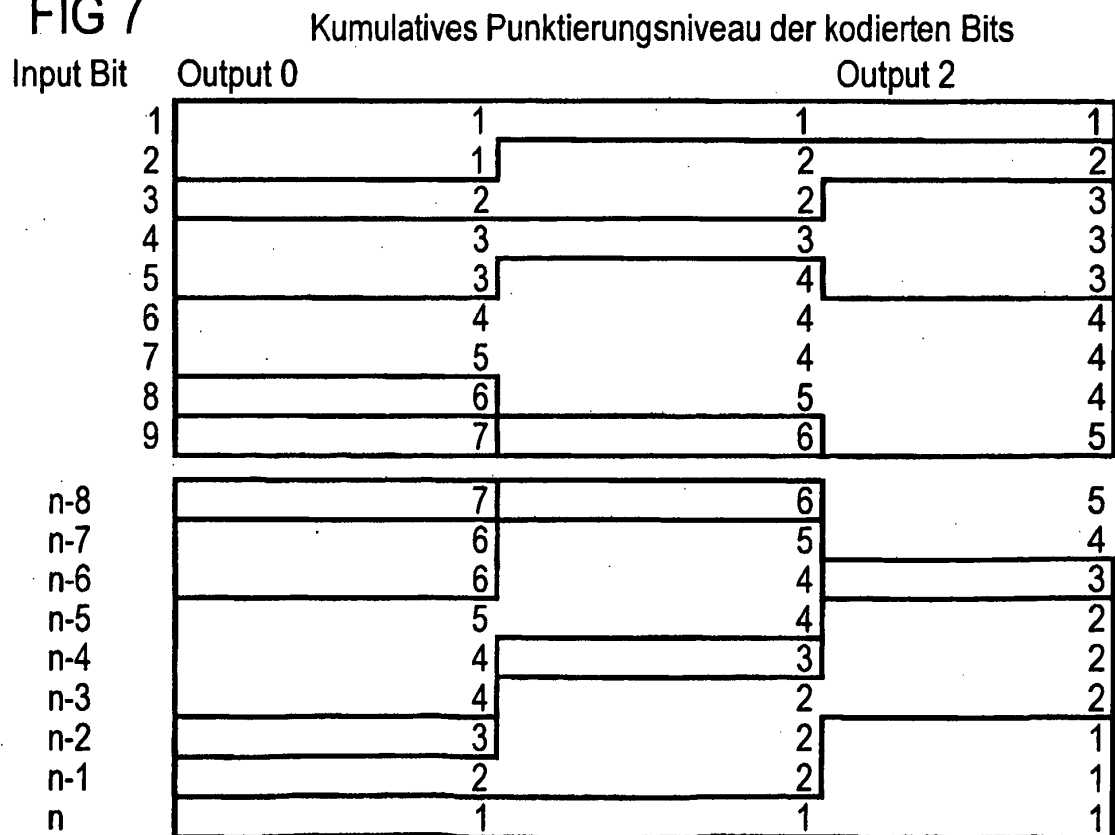 FIG 7
Kumulatives Punktierungsniveau der kodierten Bits
Input Bit Output 0 Output 2
1 1 1 1
2 1 2 2
3 2 2 3
4 3 3 3
5 3 4 3
6 4 4 4
7 5 4 4
8 6 5 4
9 7 6 5
n-8 7 6 5
n-7 6 5 4
n-6 6 4 3
n-5 5 4 2
n-4 4 3 2
n-3 4 2 2
n-2 3 2 1
n-1 2 2 1
n 1 1 1